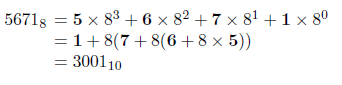 5671₈ = 5 × 8³ + 6 × 8² + 7 × 8¹ + 1 × 8⁰
= 1 + 8(7 + 8(6 + 8 × 5))
= 3001₁₀